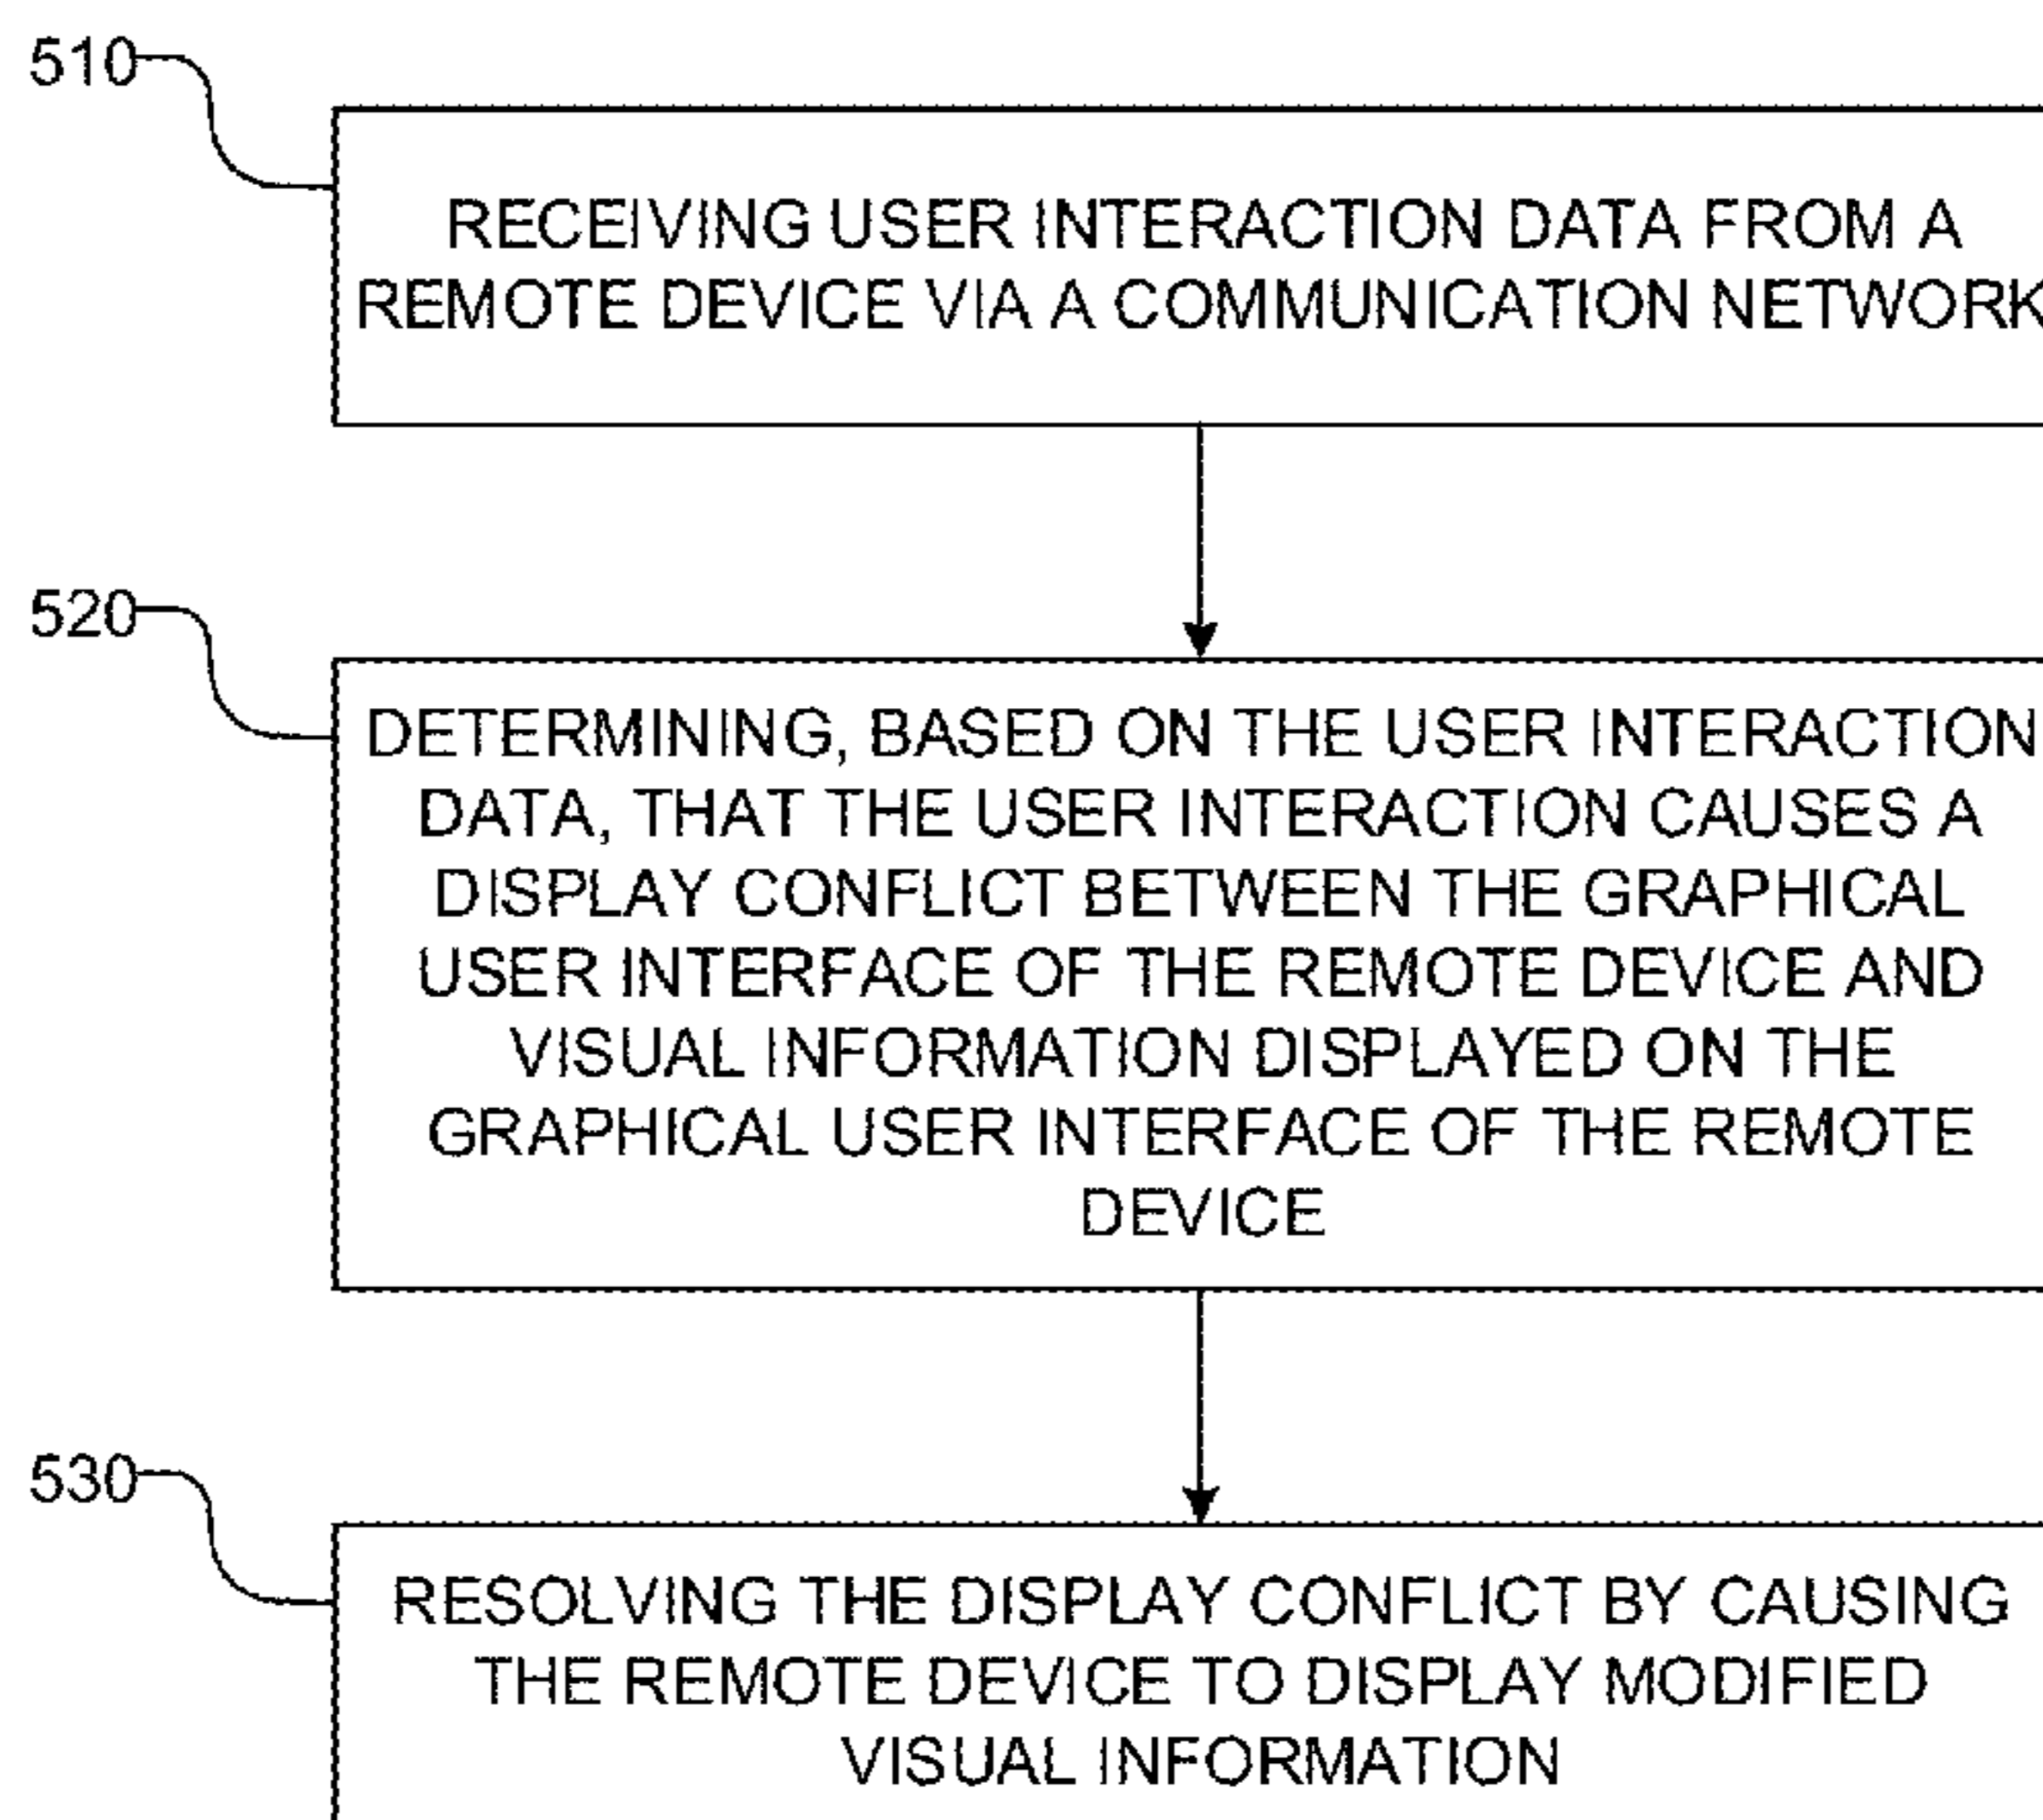 510
RECEIVING USER INTERACTION DATA FROM A
REMOTE DEVICE VIA A COMMUNICATION NETWORK
520
DETERMINING, BASED ON THE USER INTERACTION
DATA, THAT THE USER INTERACTION CAUSES A
DISPLAY CONFLICT BETWEEN THE GRAPHICAL
USER INTERFACE OF THE REMOTE DEVICE AND
VISUAL INFORMATION DISPLAYED ON THE
GRAPHICAL USER INTERFACE OF THE REMOTE
DEVICE
530
RESOLVING THE DISPLAY CONFLICT BY CAUSING
THE REMOTE DEVICE TO DISPLAY MODIFIED
VISUAL INFORMATION